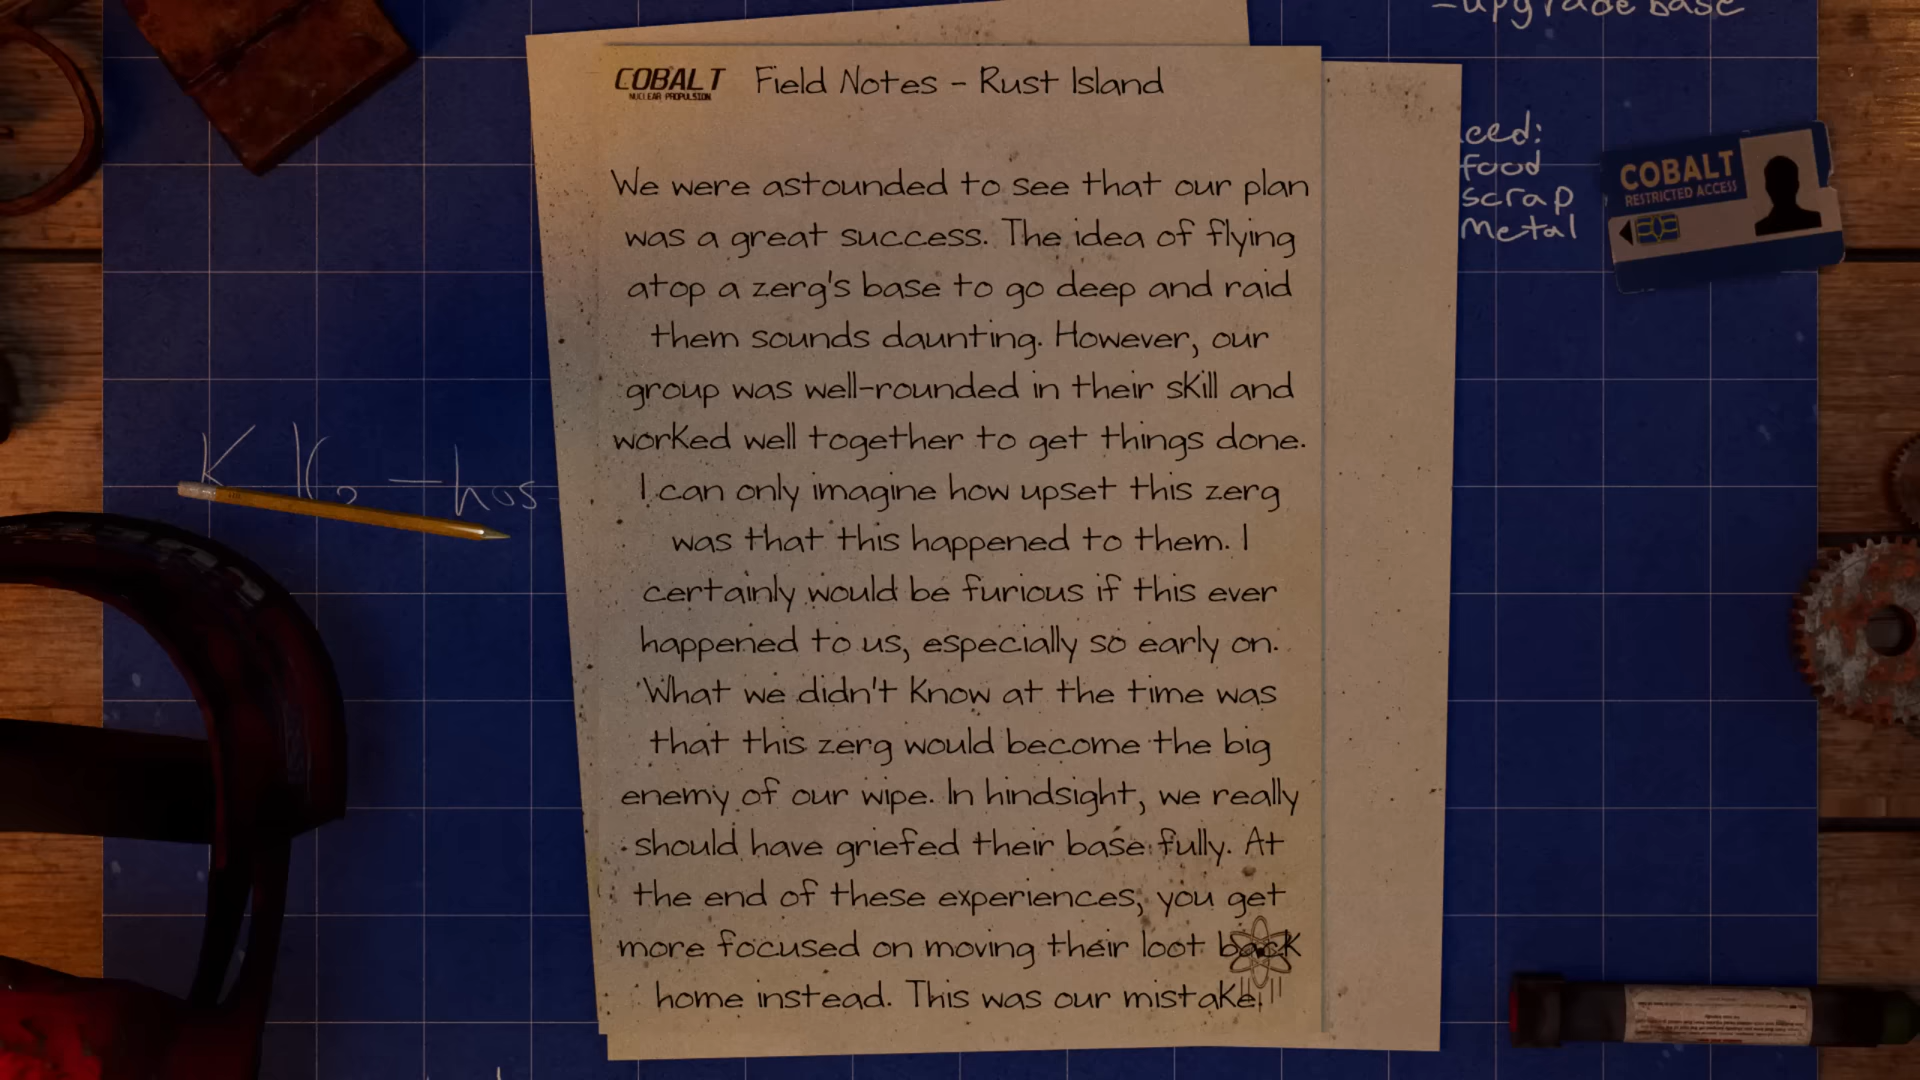 -upgrade base
COBALT
NUCLEAR PROPULSION
Field Notes - Rust Island
We were astounded to see that our plan
was a great success. The idea of flying
atop a zerg's base to go deep and raid
them sounds daunting. However, our
group was well-rounded in their skill and
worked well together to get things done.
I can only imagine how upset this zerg
was that this happened to them. I
certainly would be furious if this ever
happened to us, especially so early on.
What we didn't know at the time was
that this zerg would become the big
enemy of our wipe. In hindsight, we really
should have griefed their base fully. At
the end of these experiences, you get
more focused on moving their loot back
home instead. This was our mistake.
food
scrap
metal
COBALT
RESTRICTED ACCESS